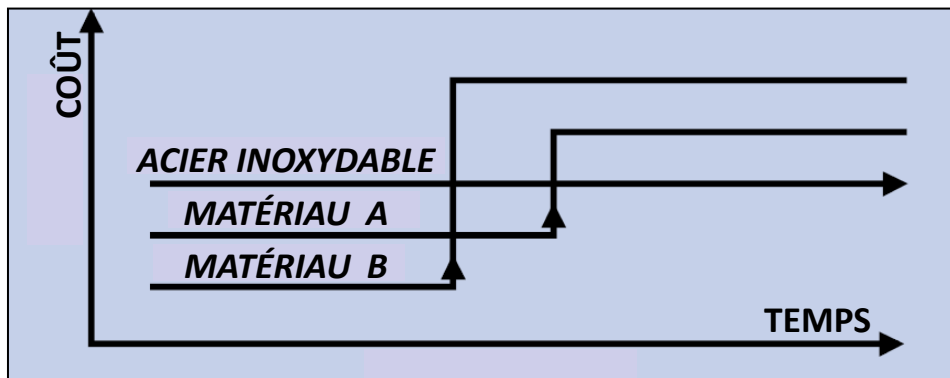 COÛT
ACIER INOXYDABLE
MATÉRIAU A
MATÉRIAU B
TEMPS